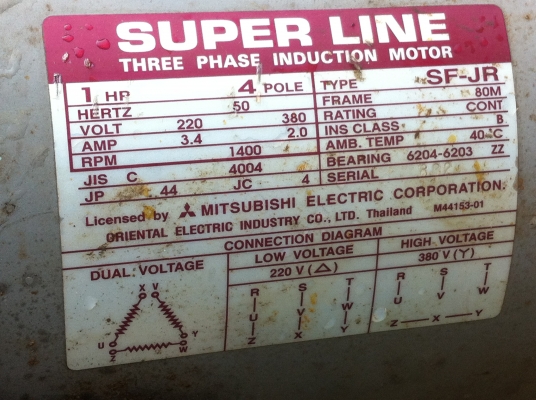 SUPER LINE
THREE PHASE INDUCTION MOTOR
1 HP 4 POLE
HERTZ 50
VOLT 220 380
AMP 3.4 2.0
RPM 1400
JIS C 4004
JP 44 JC 4
TYPE SF-JR
FRAME 80M
RATING CONT
INS CLASS B
AMB. TEMP 40°C
BEARING 6204-6203 ZZ
SERIAL
Licensed by MITSUBISHI ELECTRIC CORPORATION.
ORIENTAL ELECTRIC INDUSTRY CO., LTD. Thailand M44153-01
CONNECTION DIAGRAM
DUAL VOLTAGE
X V
U Y
Z W
LOW VOLTAGE
220 V (△)
R S T
U V W
Z X Y
HIGH VOLTAGE
380 V (Y)
R S T
U V W
Z X Y